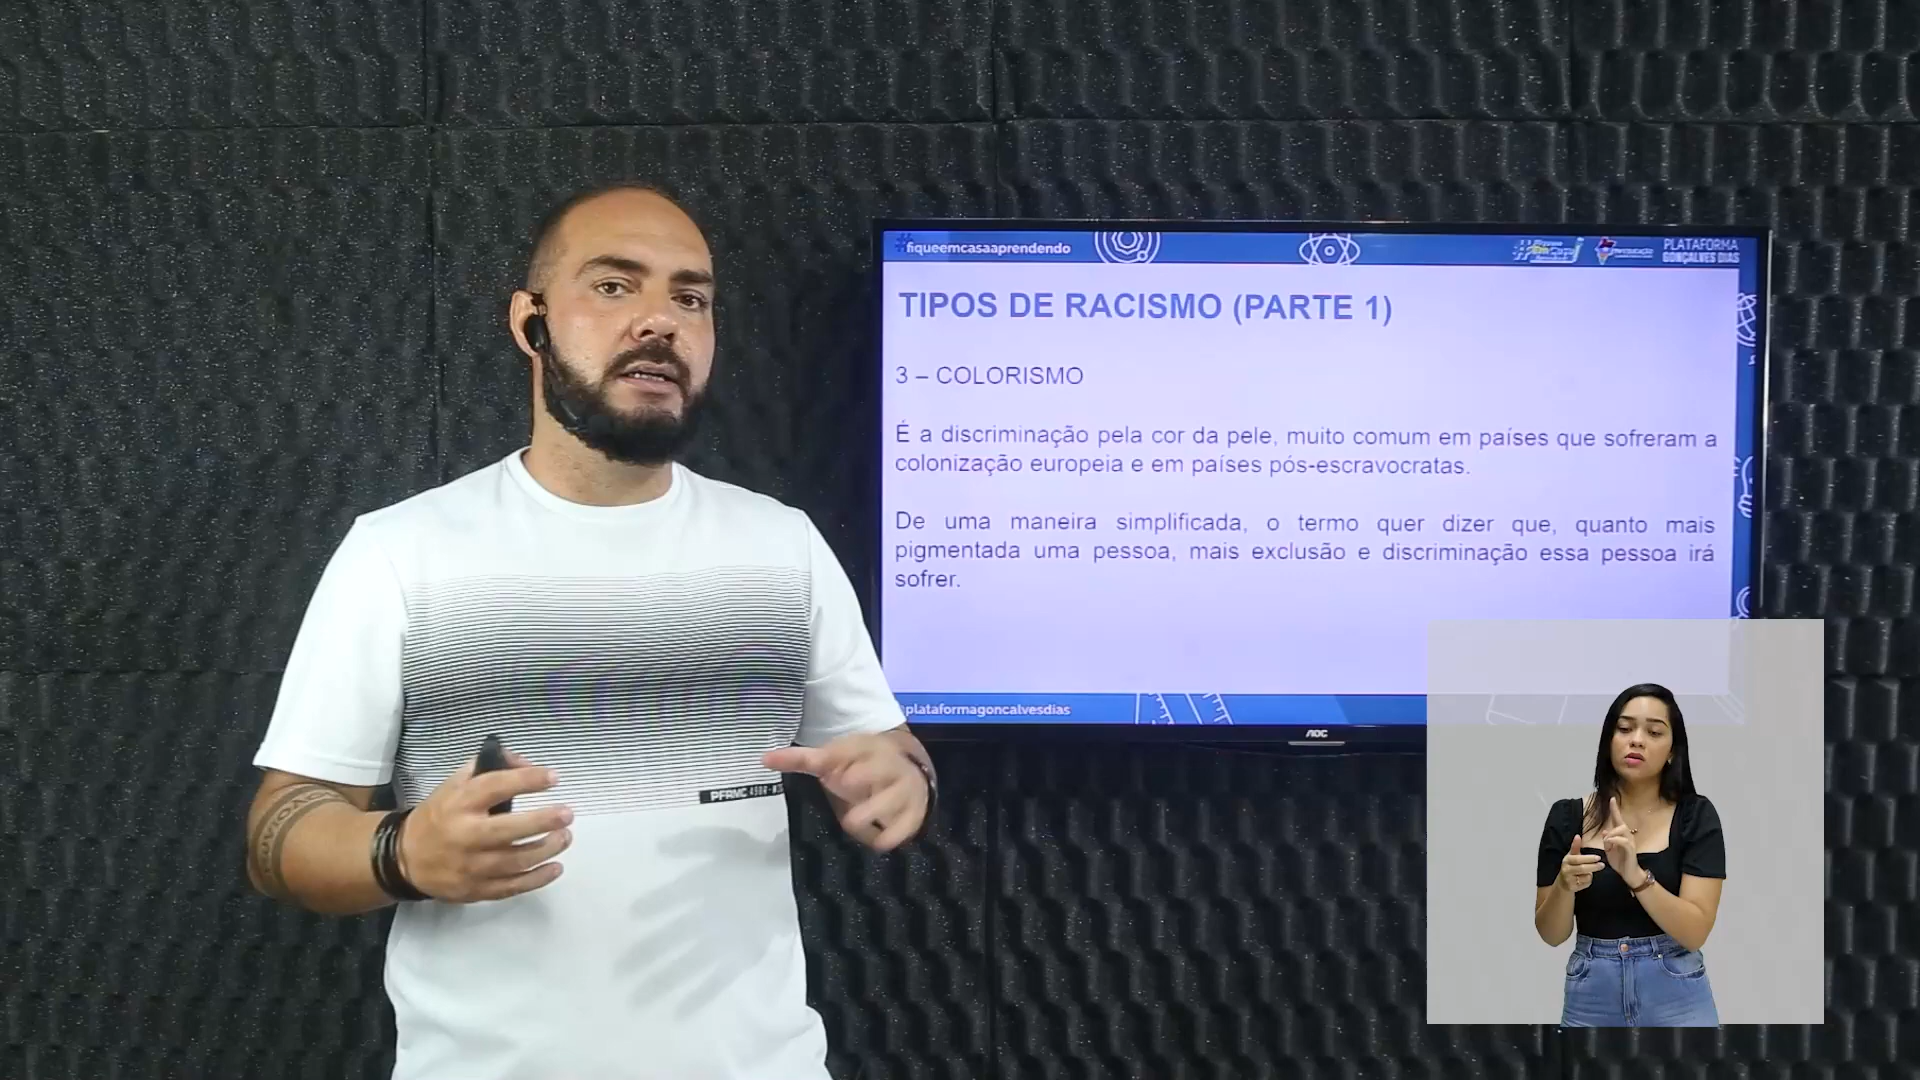 #fiqueemcasaaprendendo
PLATAFORMA
GONÇALVES DIAS
TIPOS DE RACISMO (PARTE 1)
3 – COLORISMO
É a discriminação pela cor da pele, muito comum em países que sofreram a
colonização europeia e em países pós-escravocratas.
De uma maneira simplificada, o termo quer dizer que, quanto mais
pigmentada uma pessoa, mais exclusão e discriminação essa pessoa irá
sofrer.
plataformagoncalvesdias
AOC
PFRMC